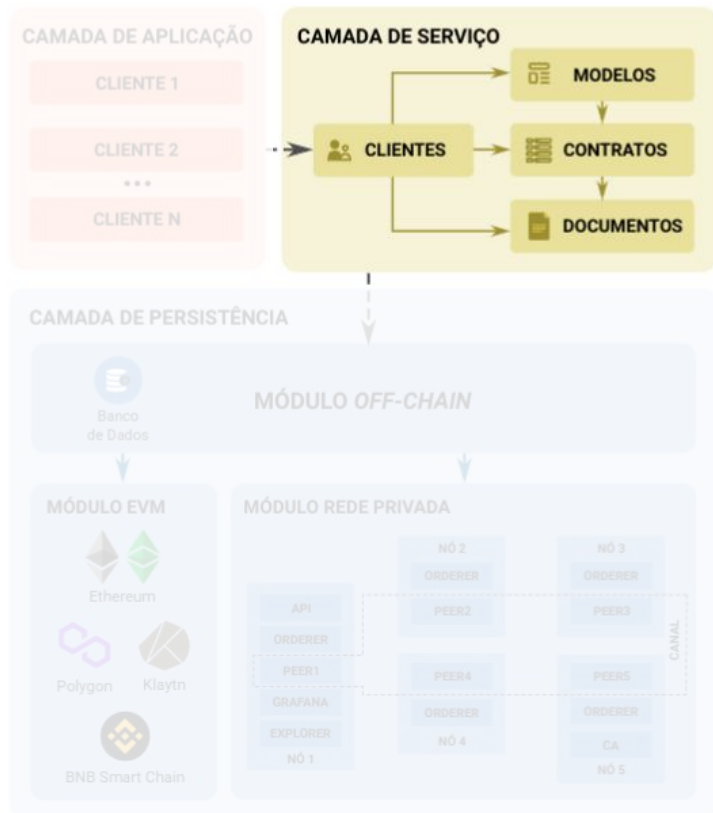 CAMADA DE APLICAÇÃO
CLIENTE 1
CLIENTE 2
...
CLIENTE N
CAMADA DE SERVIÇO
CLIENTES
MODELOS
CONTRATOS
DOCUMENTOS
CAMADA DE PERSISTÊNCIA
Banco
de Dados
MÓDULO OFF-CHAIN
MÓDULO EVM
Ethereum
Polygon
Klaytn
BNB Smart Chain
MÓDULO REDE PRIVADA
API
ORDERER
PEER1
GRAFANA
EXPLORER
NÓ 1
NÓ 2
ORDERER
PEER2
NÓ 3
ORDERER
PEER3
CANAL
PEER4
ORDERER
NÓ 4
PEER5
ORDERER
CA
NÓ 5